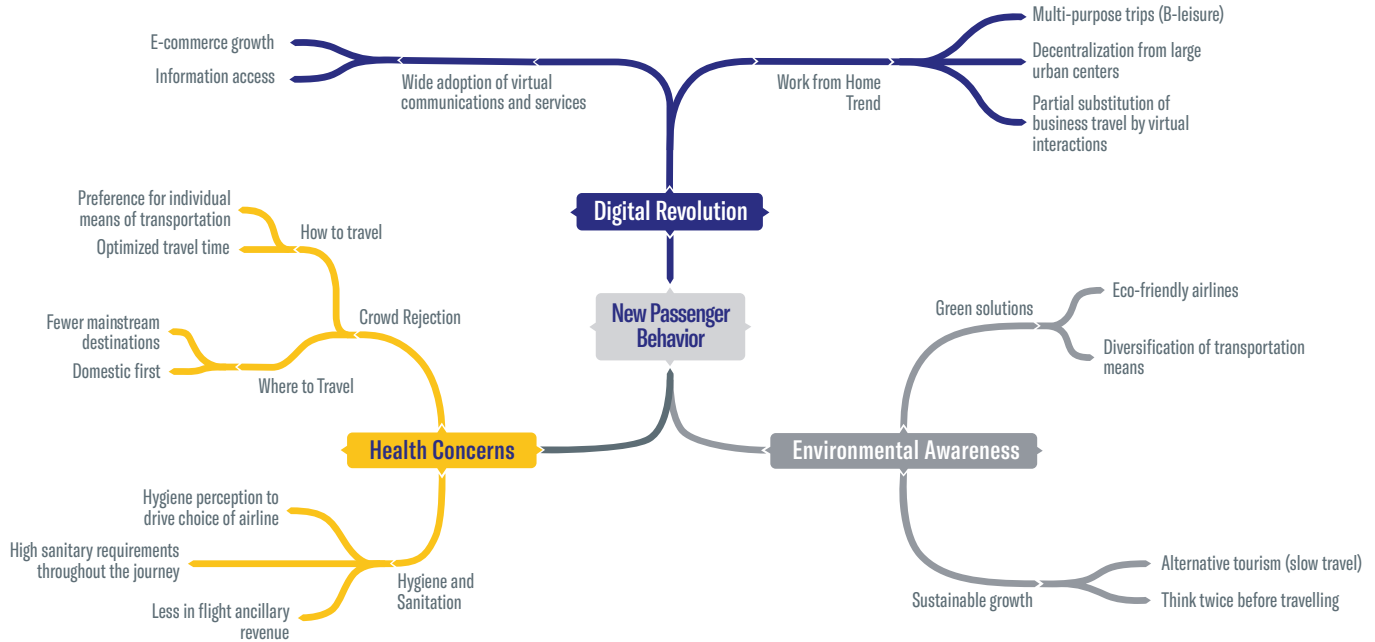 E-commerce growth
Information access
Wide adoption of virtual
communications and services
Work from Home
Trend
Multi-purpose trips (B-leisure)
Decentralization from large
urban centers
Partial substitution of
business travel by virtual
interactions
Digital Revolution
New Passenger
Behavior
Preference for individual
means of transportation
Optimized travel time
How to travel
Crowd Rejection
Fewer mainstream
destinations
Domestic first
Where to Travel
Health Concerns
Hygiene perception to
drive choice of airline
High sanitary requirements
throughout the journey
Less in flight ancillary
revenue
Hygiene and
Sanitation
Green solutions
Eco-friendly airlines
Diversification of transportation
means
Environmental Awareness
Sustainable growth
Alternative tourism (slow travel)
Think twice before travelling